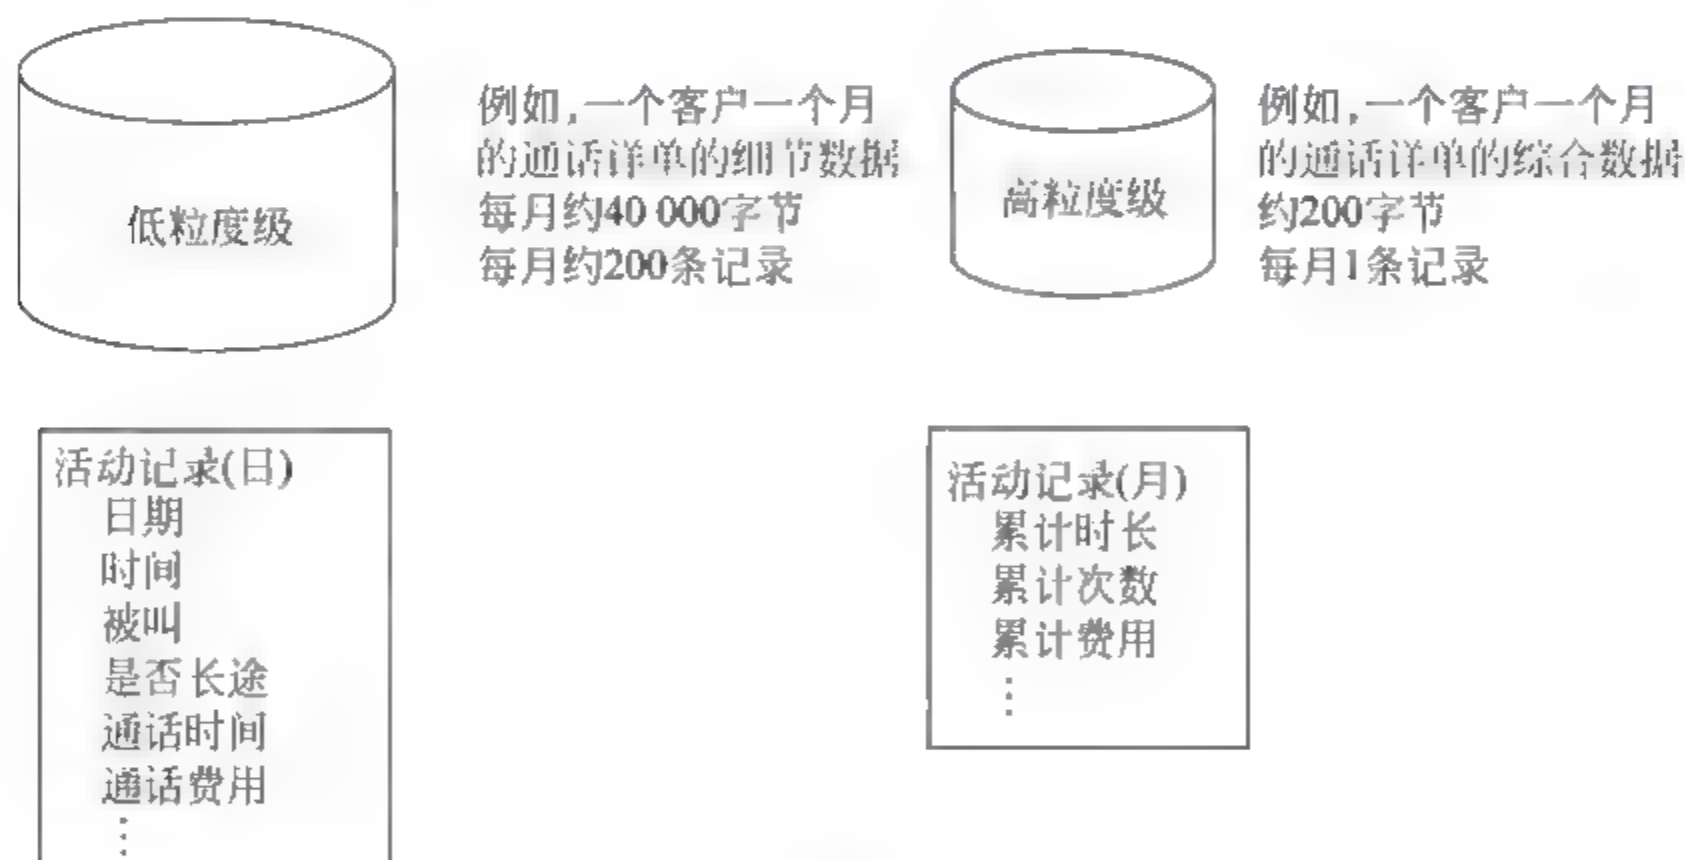 低粒度级
例如,一个客户一个月
的通话详单的细节数据
每月约40 000字节
每月约200条记录
高粒度级
例如,一个客户一个月
的通话详单的综合数据
约200字节
每月1条记录
活动记录(日)
日期
时间
被叫
是否长途
通话时间
通话费用
⋮
活动记录(月)
累计时长
累计次数
累计费用
⋮